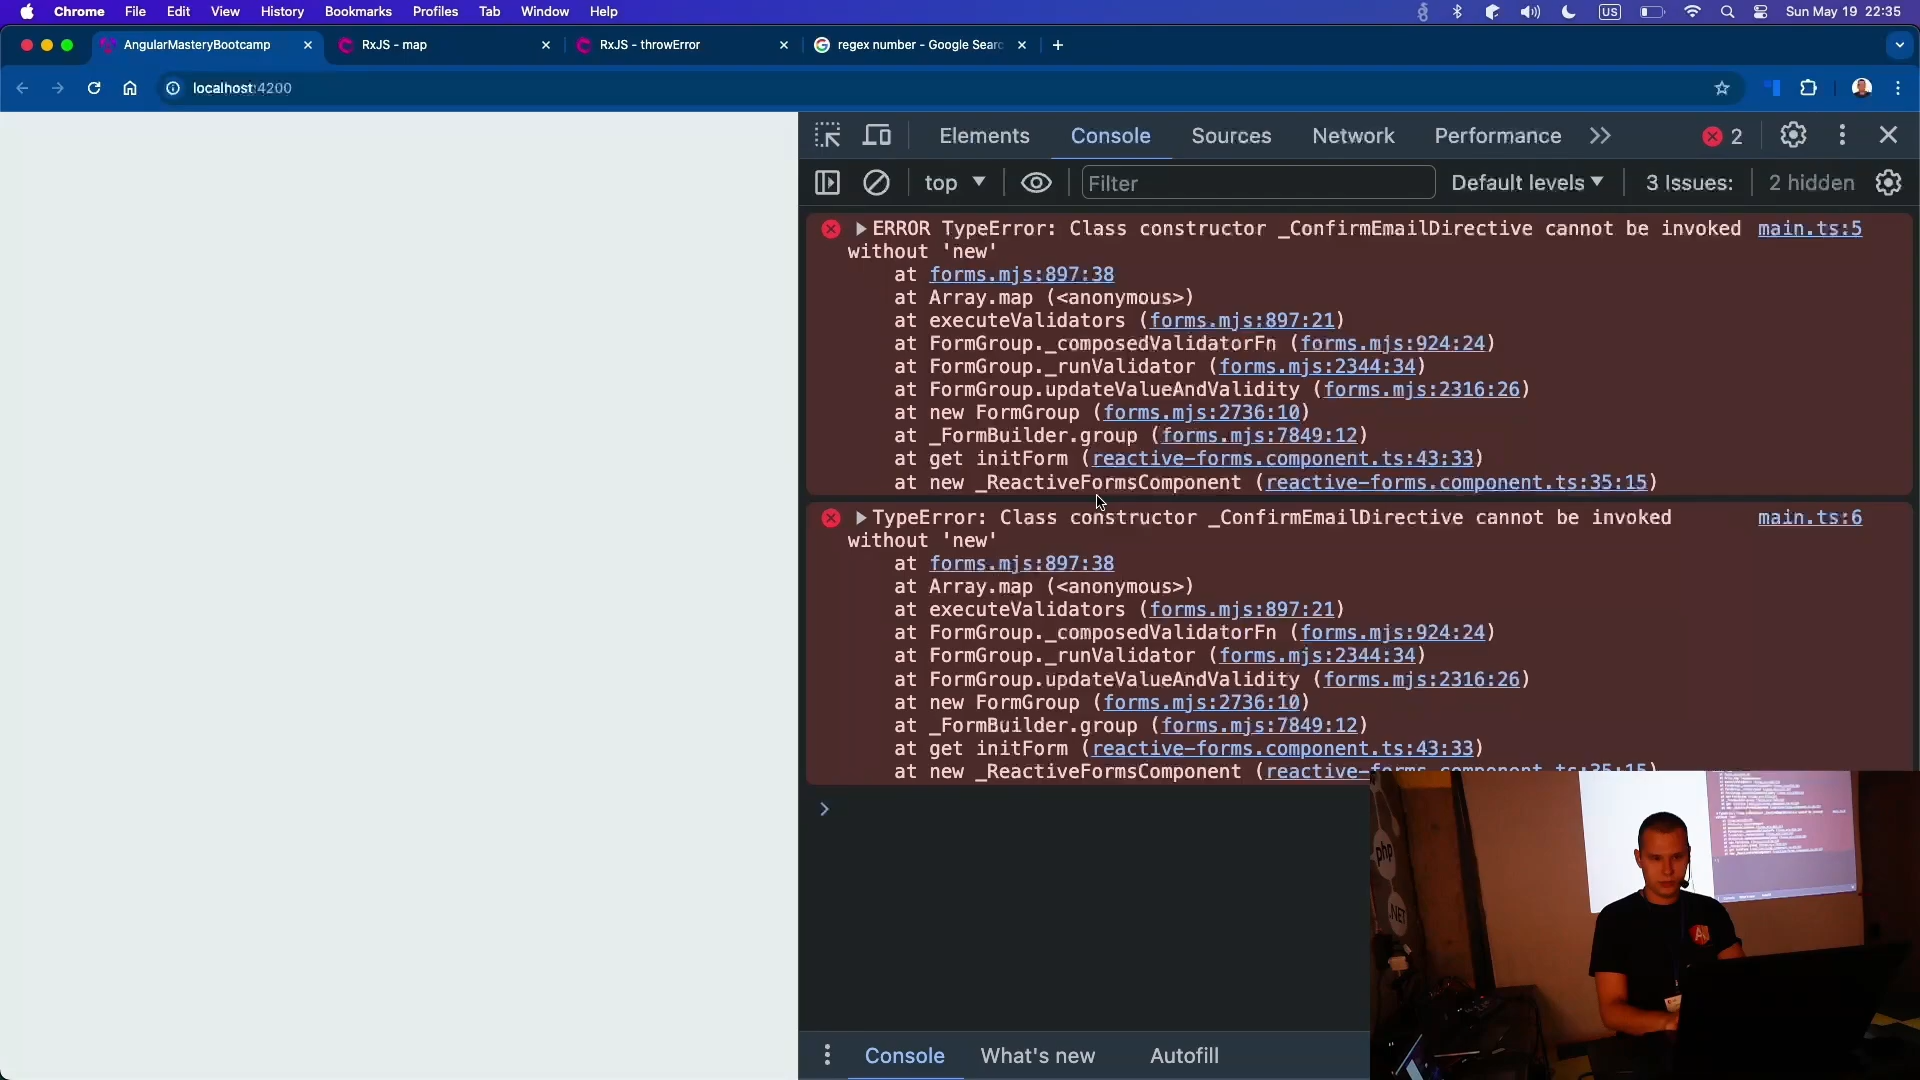 Chrome File Edit View History Bookmarks Profiles Tab Window Help US Sun May 19 22:35
AngularMasteryBootcamp RxJS - map RxJS - throwError regex number - Google Searc
localhost:4200
Elements Console Sources Network Performance 2
top Filter Default levels 3 Issues: 2 hidden
ERROR TypeError: Class constructor _ConfirmEmailDirective cannot be invoked main.ts:5
without 'new'
at forms.mjs:897:38
at Array.map (<anonymous>)
at executeValidators (forms.mjs:897:21)
at FormGroup._composedValidatorFn (forms.mjs:924:24)
at FormGroup._runValidator (forms.mjs:2344:34)
at FormGroup.updateValueAndValidity (forms.mjs:2316:26)
at new FormGroup (forms.mjs:2736:10)
at _FormBuilder.group (forms.mjs:7849:12)
at get initForm (reactive-forms.component.ts:43:33)
at new _ReactiveFormsComponent (reactive-forms.component.ts:35:15)
TypeError: Class constructor _ConfirmEmailDirective cannot be invoked main.ts:6
without 'new'
at forms.mjs:897:38
at Array.map (<anonymous>)
at executeValidators (forms.mjs:897:21)
at FormGroup._composedValidatorFn (forms.mjs:924:24)
at FormGroup._runValidator (forms.mjs:2344:34)
at FormGroup.updateValueAndValidity (forms.mjs:2316:26)
at new FormGroup (forms.mjs:2736:10)
at _FormBuilder.group (forms.mjs:7849:12)
at get initForm (reactive-forms.component.ts:43:33)
at new _ReactiveFormsComponent (reactive-forms.component.ts:35:15)
php
.NET
Console What's new Autofill